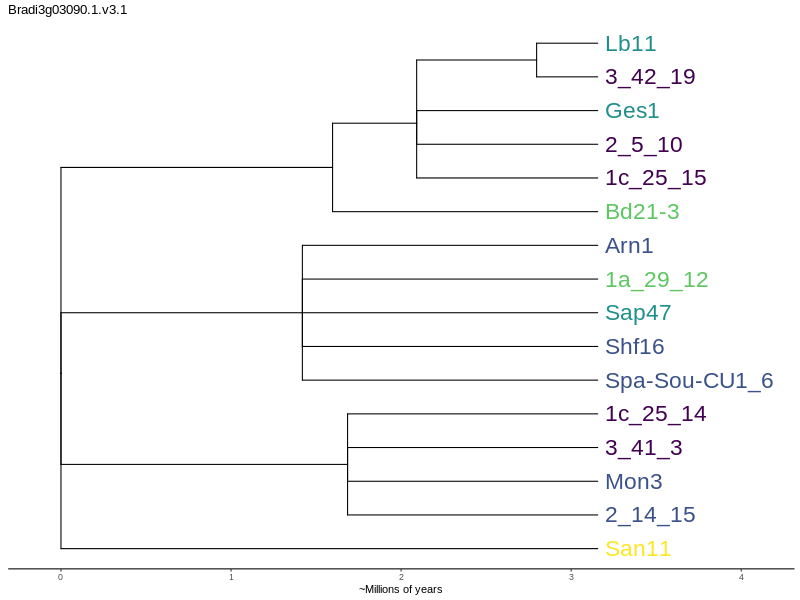 Bradi3g03090.1.v3.1
Lb11
3_42_19
Ges1
2_5_10
1c_25_15
Bd21-3
Arn1
1a_29_12
Sap47
Shf16
Spa-Sou-CU1_6
1c_25_14
3_41_3
Mon3
2_14_15
San11
0 1 2 3 4
~Millions of years